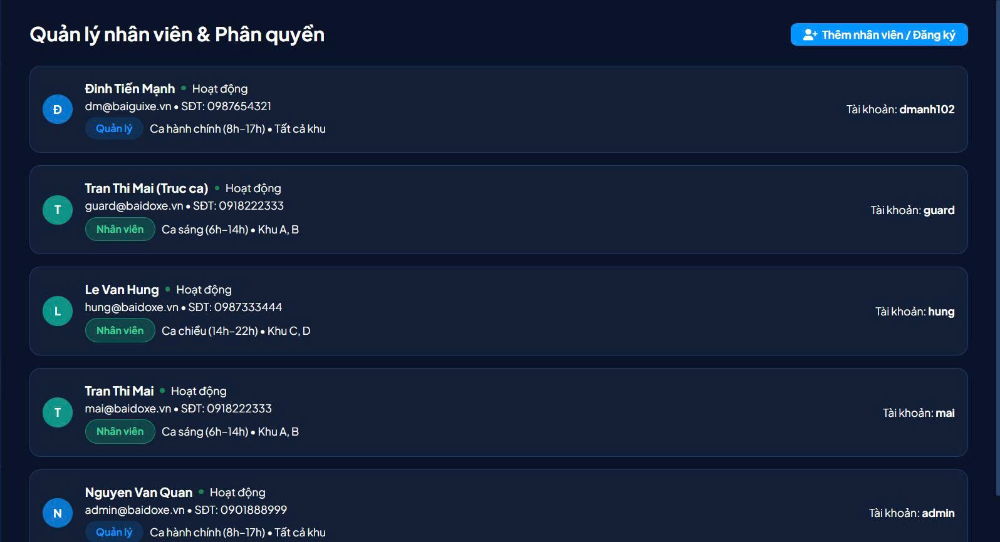 Quản lý nhân viên & Phân quyền
Thêm nhân viên / Đăng ký
Đ
Đinh Tiến Mạnh • Hoạt động
dm@baiguixe.vn • SĐT: 0987654321
Quản lý Ca hành chính (8h–17h) • Tất cả khu
Tài khoản: dmanh102
T
Tran Thi Mai (Truc ca) • Hoạt động
guard@baidoxe.vn • SĐT: 0918222333
Nhân viên Ca sáng (6h–14h) • Khu A, B
Tài khoản: guard
L
Le Van Hung • Hoạt động
hung@baidoxe.vn • SĐT: 0987333444
Nhân viên Ca chiều (14h–22h) • Khu C, D
Tài khoản: hung
T
Tran Thi Mai • Hoạt động
mai@baidoxe.vn • SĐT: 0918222333
Nhân viên Ca sáng (6h–14h) • Khu A, B
Tài khoản: mai
N
Nguyen Van Quan • Hoạt động
admin@baidoxe.vn • SĐT: 0901888999
Quản lý Ca hành chính (8h–17h) • Tất cả khu
Tài khoản: admin